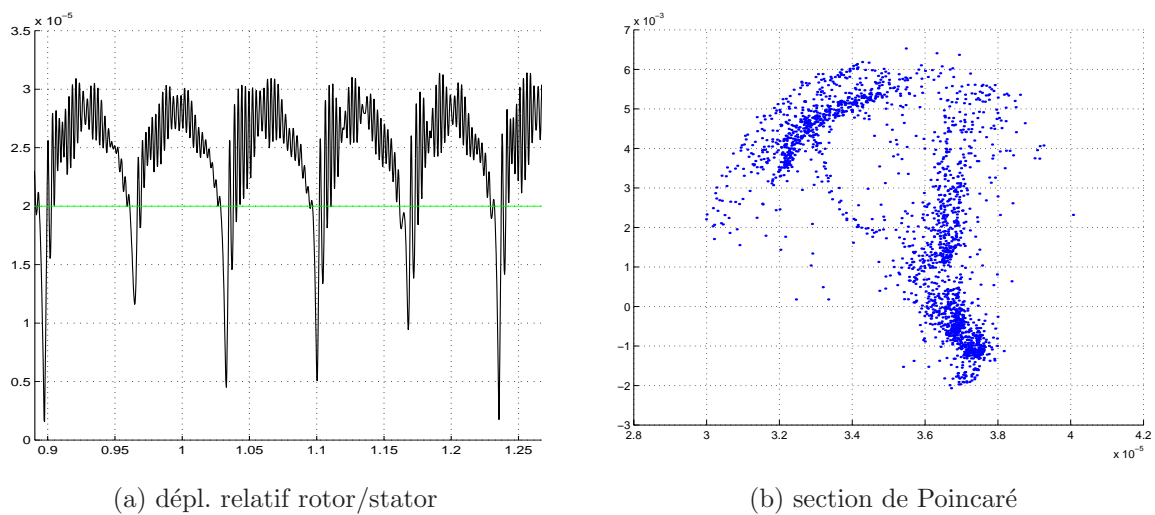 x 10⁻⁵
3.5
3
2.5
2
1.5
1
0.5
0
0.9 0.95 1 1.05 1.1 1.15 1.2 1.25
(a) dépl. relatif rotor/stator
x 10⁻³
7
6
5
4
3
2
1
0
−1
−2
−3
2.8 3 3.2 3.4 3.6 3.8 4 4.2
x 10⁻⁵
(b) section de Poincaré